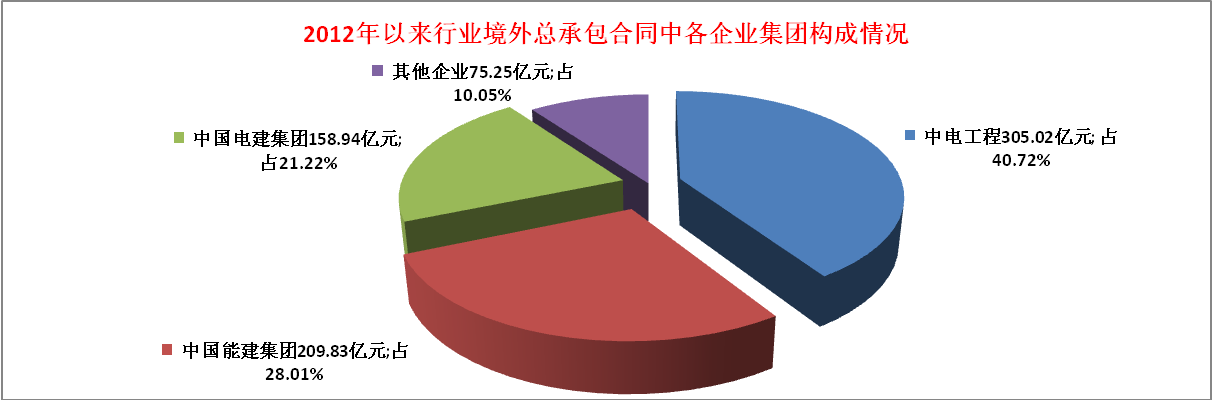 2012年以来行业境外总承包合同中各企业集团构成情况
其他企业75.25亿元;占
10.05%
中国电建集团158.94亿元;
占21.22%
中电工程305.02亿元; 占
40.72%
中国能建集团209.83亿元;占
28.01%